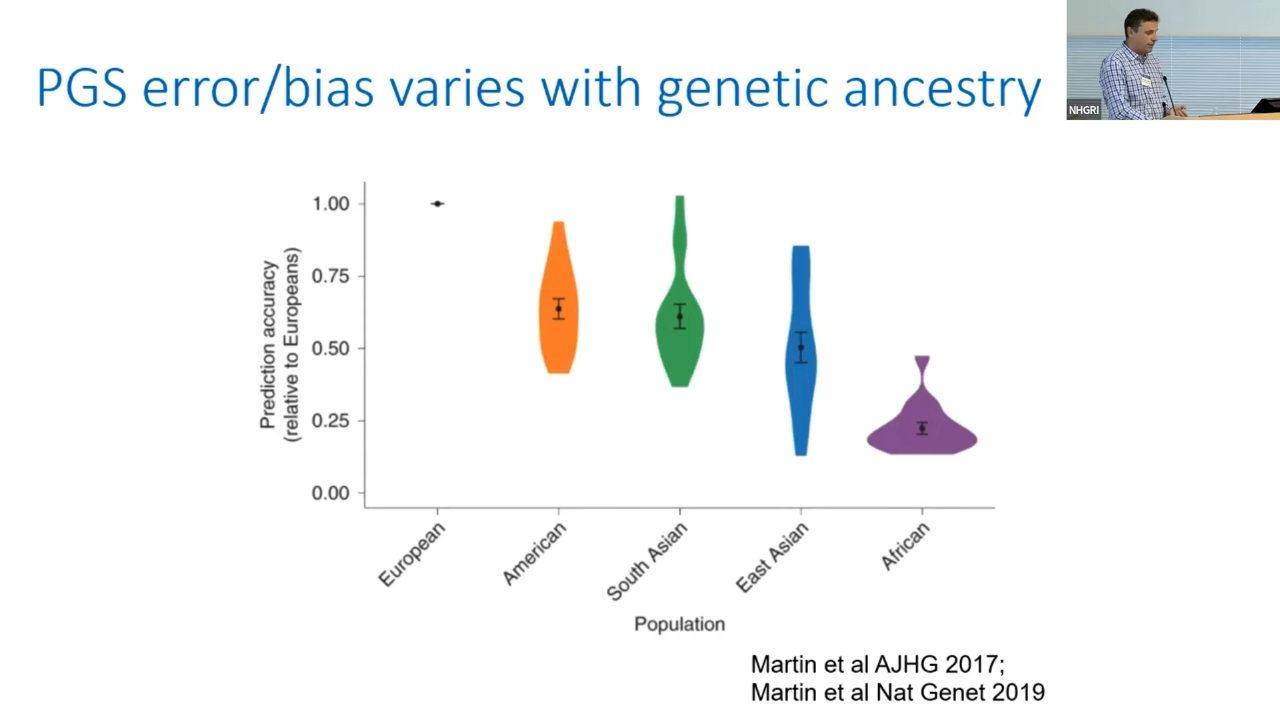 PGS error/bias varies with genetic ancestry
NHGRI
1.00
0.75
0.50
0.25
0.00
Prediction accuracy
(relative to Europeans)
European
American
South Asian
East Asian
African
Population
Martin et al AJHG 2017;
Martin et al Nat Genet 2019